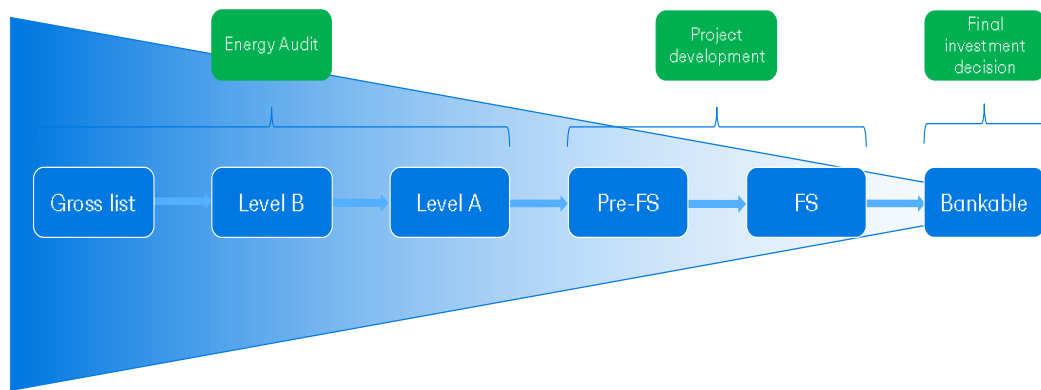 Energy Audit
Project
development
Final
investment
decision
Gross list
Level B
Level A
Pre-FS
FS
Bankable